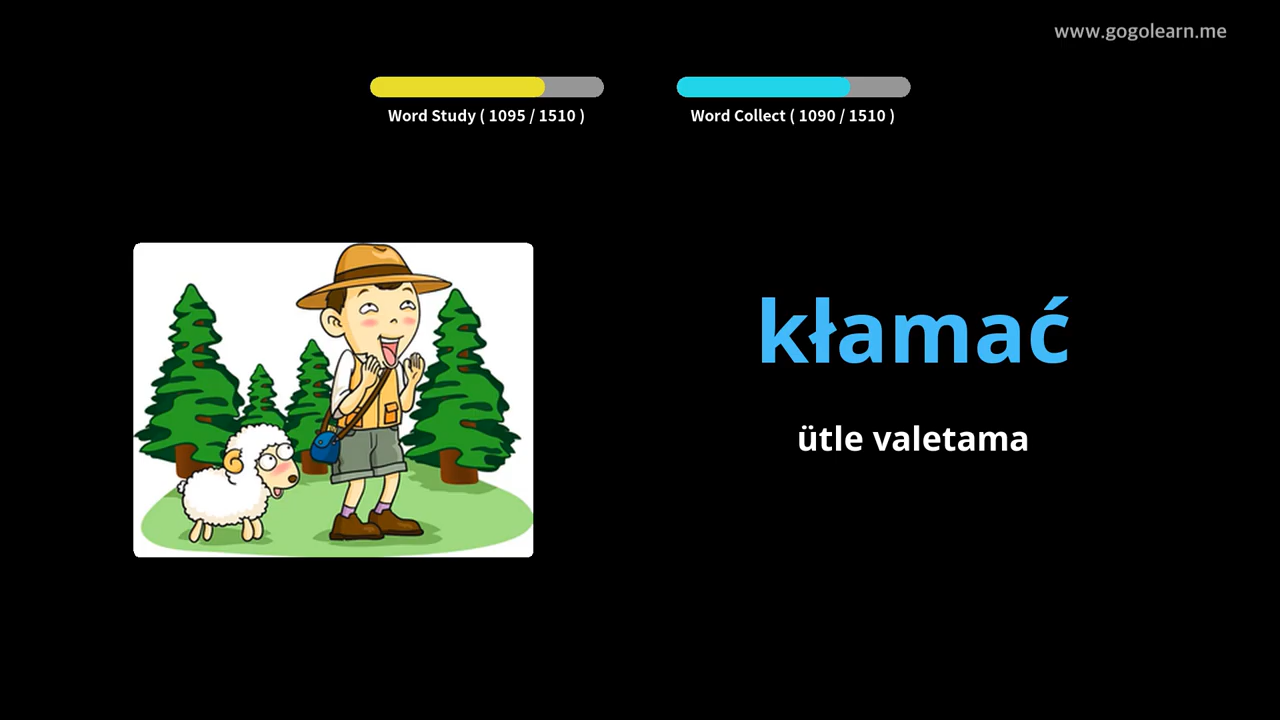 www.gogolearn.me
Word Study ( 1095 / 1510 )
Word Collect ( 1090 / 1510 )
kłamać
ütle valetama